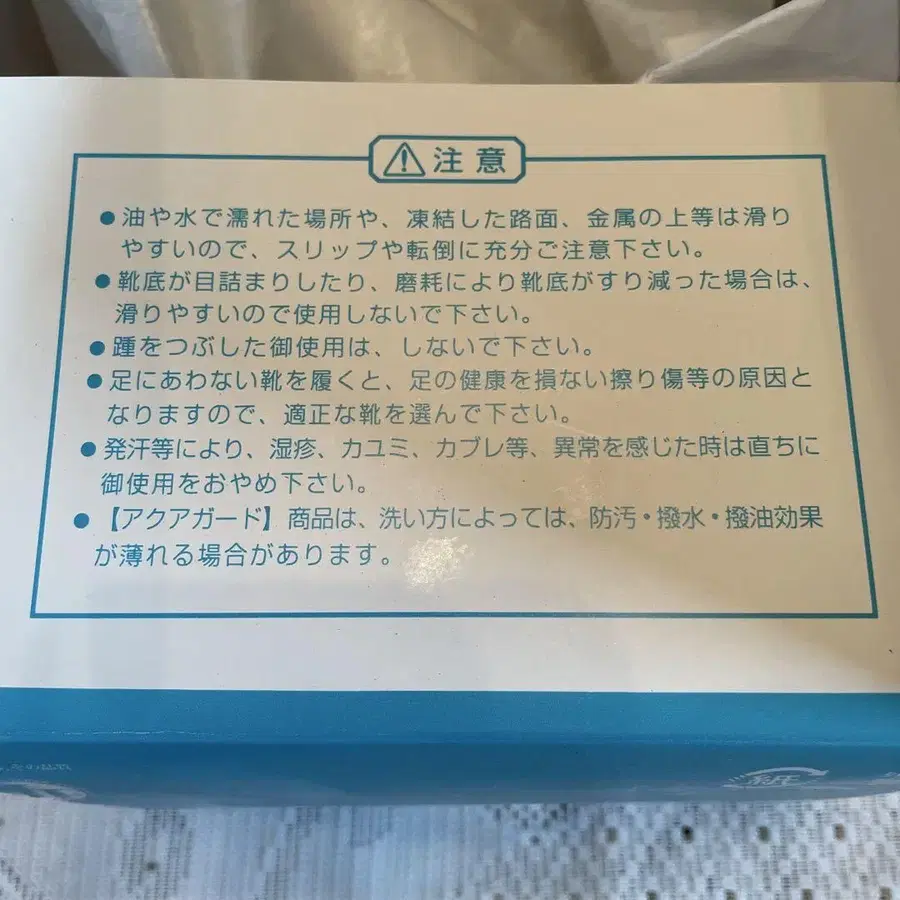 注意
●油や水で濡れた場所や、凍結した路面、金属の上等は滑り
やすいので、スリップや転倒に充分ご注意下さい。
●靴底が目詰まりしたり、磨耗により靴底がすり減った場合は、
滑りやすいので使用しないで下さい。
●踵をつぶした御使用は、しないで下さい。
●足にあわない靴を履くと、足の健康を損ない擦り傷等の原因と
なりますので、適正な靴を選んで下さい。
●発汗等により、湿疹、カユミ、カブレ等、異常を感じた時は直ちに
御使用をおやめ下さい。
●【アクアガード】商品は、洗い方によっては、防汚・撥水・撥油効果
が薄れる場合があります。
紙